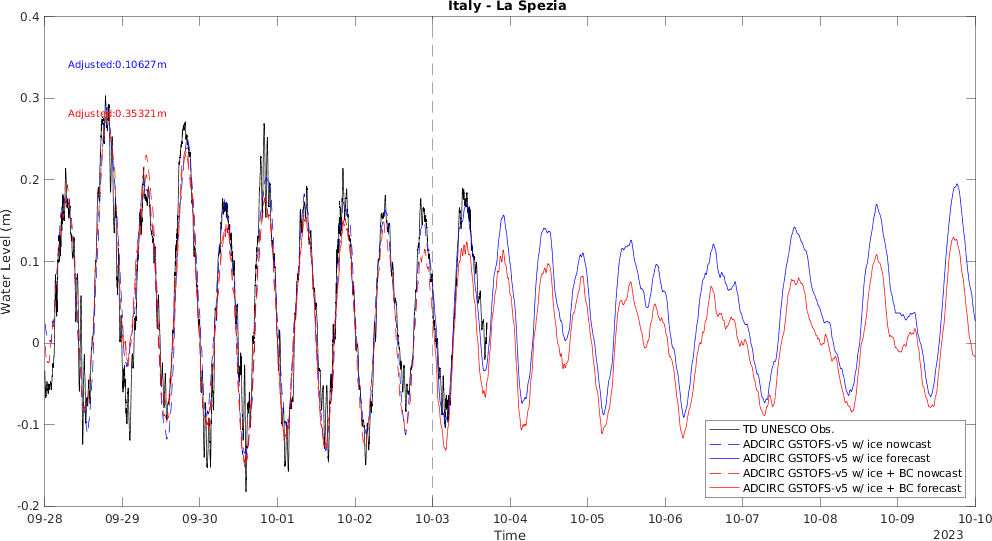 Italy - La Spezia
Water Level (m)
0.4
0.3
0.2
0.1
0
-0.1
-0.2
Adjusted:0.10627m
Adjusted:0.35321m
TD UNESCO Obs.
ADCIRC GSTOFS-v5 w/ ice nowcast
ADCIRC GSTOFS-v5 w/ ice forecast
ADCIRC GSTOFS-v5 w/ ice + BC nowcast
ADCIRC GSTOFS-v5 w/ ice + BC forecast
09-28 09-29 09-30 10-01 10-02 10-03 10-04 10-05 10-06 10-07 10-08 10-09 10-10
Time
2023